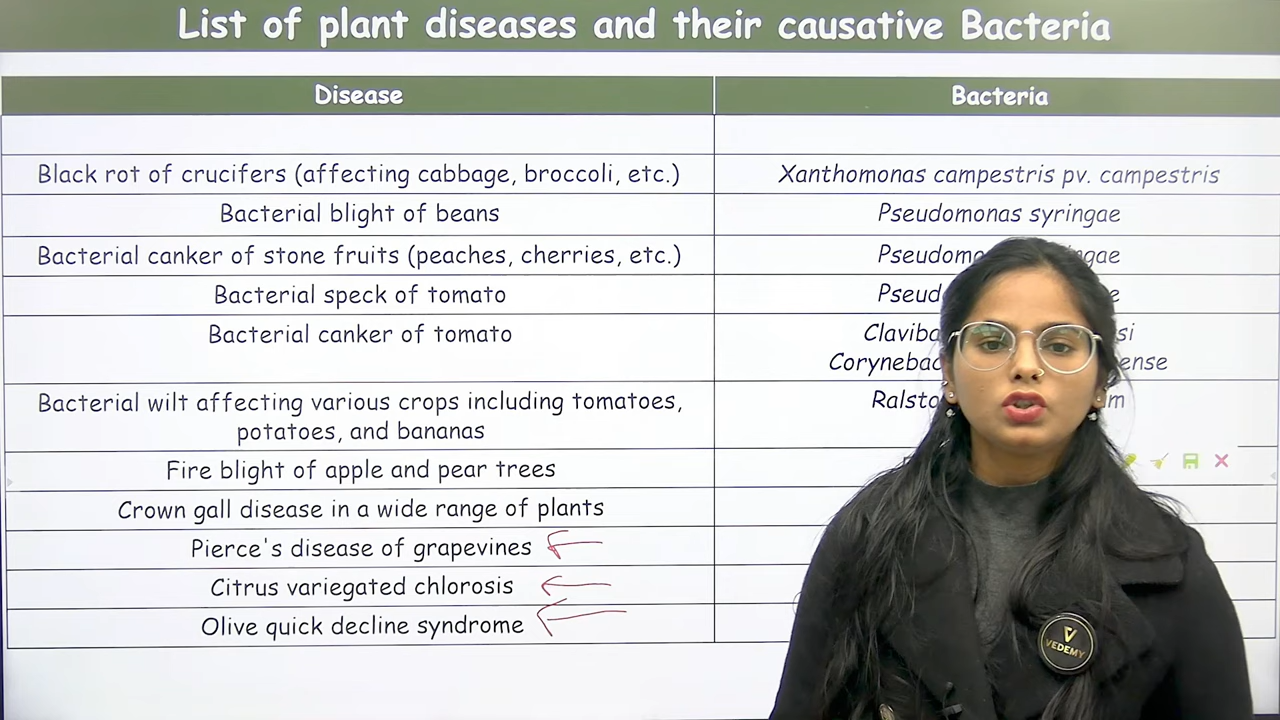 List of plant diseases and their causative Bacteria
Disease Bacteria
Black rot of crucifers (affecting cabbage, broccoli, etc.) Xanthomonas campestris pv. campestris
Bacterial blight of beans Pseudomonas syringae
Bacterial canker of stone fruits (peaches, cherries, etc.)
Bacterial speck of tomato
Bacterial canker of tomato
Bacterial wilt affecting various crops including tomatoes,
potatoes, and bananas
Fire blight of apple and pear trees
Crown gall disease in a wide range of plants
Pierce's disease of grapevines
Citrus variegated chlorosis
Olive quick decline syndrome
VEDEMY